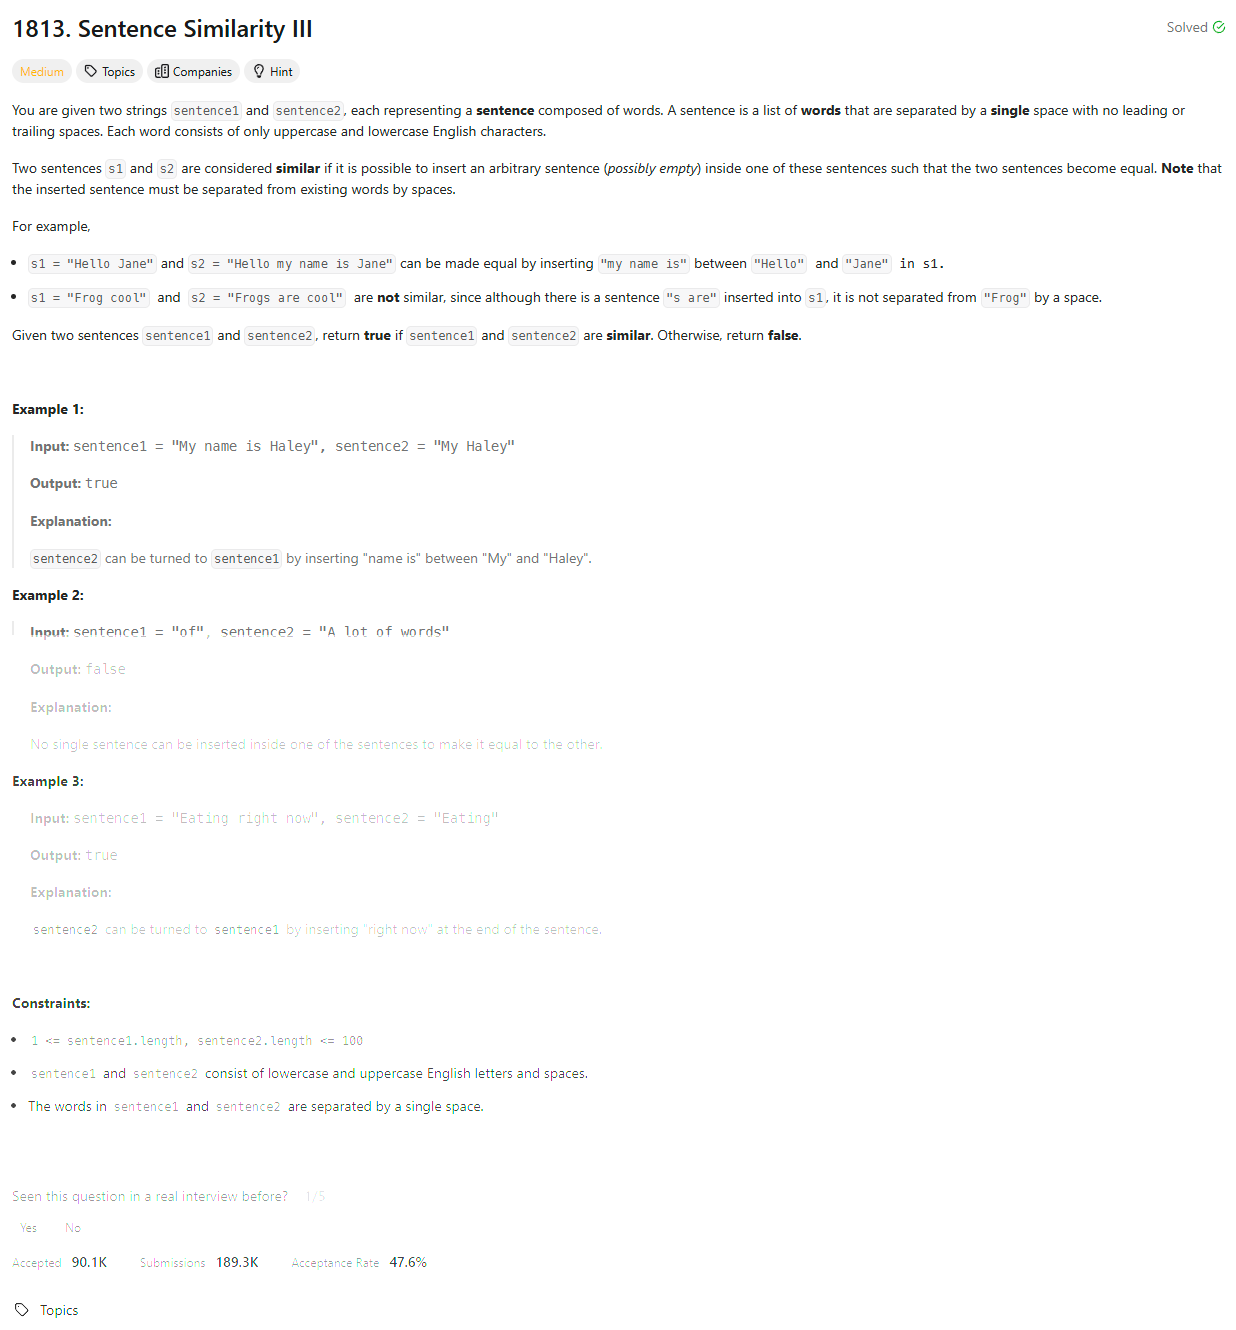 1813. Sentence Similarity III
Solved
Medium Topics Companies Hint
You are given two strings sentence1 and sentence2, each representing a sentence composed of words. A sentence is a list of words that are separated by a single space with no leading or
trailing spaces. Each word consists of only uppercase and lowercase English characters.
Two sentences s1 and s2 are considered similar if it is possible to insert an arbitrary sentence (possibly empty) inside one of these sentences such that the two sentences become equal. Note that
the inserted sentence must be separated from existing words by spaces.
For example,
• s1 = "Hello Jane" and s2 = "Hello my name is Jane" can be made equal by inserting "my name is" between "Hello" and "Jane" in s1.
• s1 = "Frog cool" and s2 = "Frogs are cool" are not similar, since although there is a sentence "s are" inserted into s1, it is not separated from "Frog" by a space.
Given two sentences sentence1 and sentence2, return true if sentence1 and sentence2 are similar. Otherwise, return false.
Example 1:
Input: sentence1 = "My name is Haley", sentence2 = "My Haley"
Output: true
Explanation:
sentence2 can be turned to sentence1 by inserting "name is" between "My" and "Haley".
Example 2:
Input: sentence1 = "of", sentence2 = "A lot of words"
Output: false
Explanation:
No single sentence can be inserted inside one of the sentences to make it equal to the other.
Example 3:
Input: sentence1 = "Eating right now", sentence2 = "Eating"
Output: true
Explanation:
sentence2 can be turned to sentence1 by inserting "right now" at the end of the sentence.
Constraints:
• 1 <= sentence1.length, sentence2.length <= 100
• sentence1 and sentence2 consist of lowercase and uppercase English letters and spaces.
• The words in sentence1 and sentence2 are separated by a single space.
Seen this question in a real interview before? 1/5
Yes No
Accepted 90.1K Submissions 189.3K Acceptance Rate 47.6%
Topics